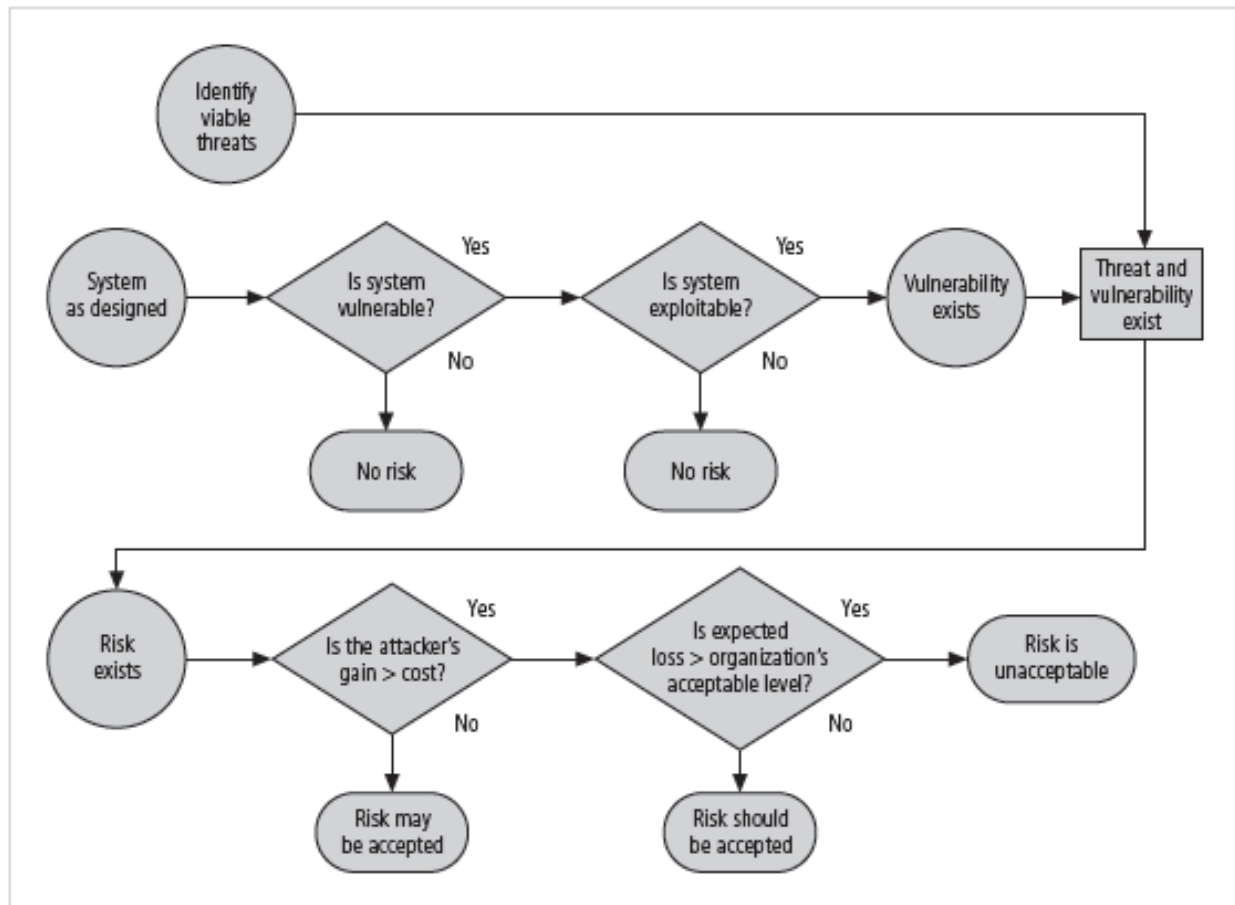 Identify
viable
threats
System
as designed
Is system
vulnerable?
Yes
No
No risk
Is system
exploitable?
Yes
No
No risk
Vulnerability
exists
Threat and
vulnerability
exist
Risk
exists
Is the attacker's
gain > cost?
Yes
No
Risk may
be accepted
Is expected
loss > organization's
acceptable level?
Yes
No
Risk should
be accepted
Risk is
unacceptable